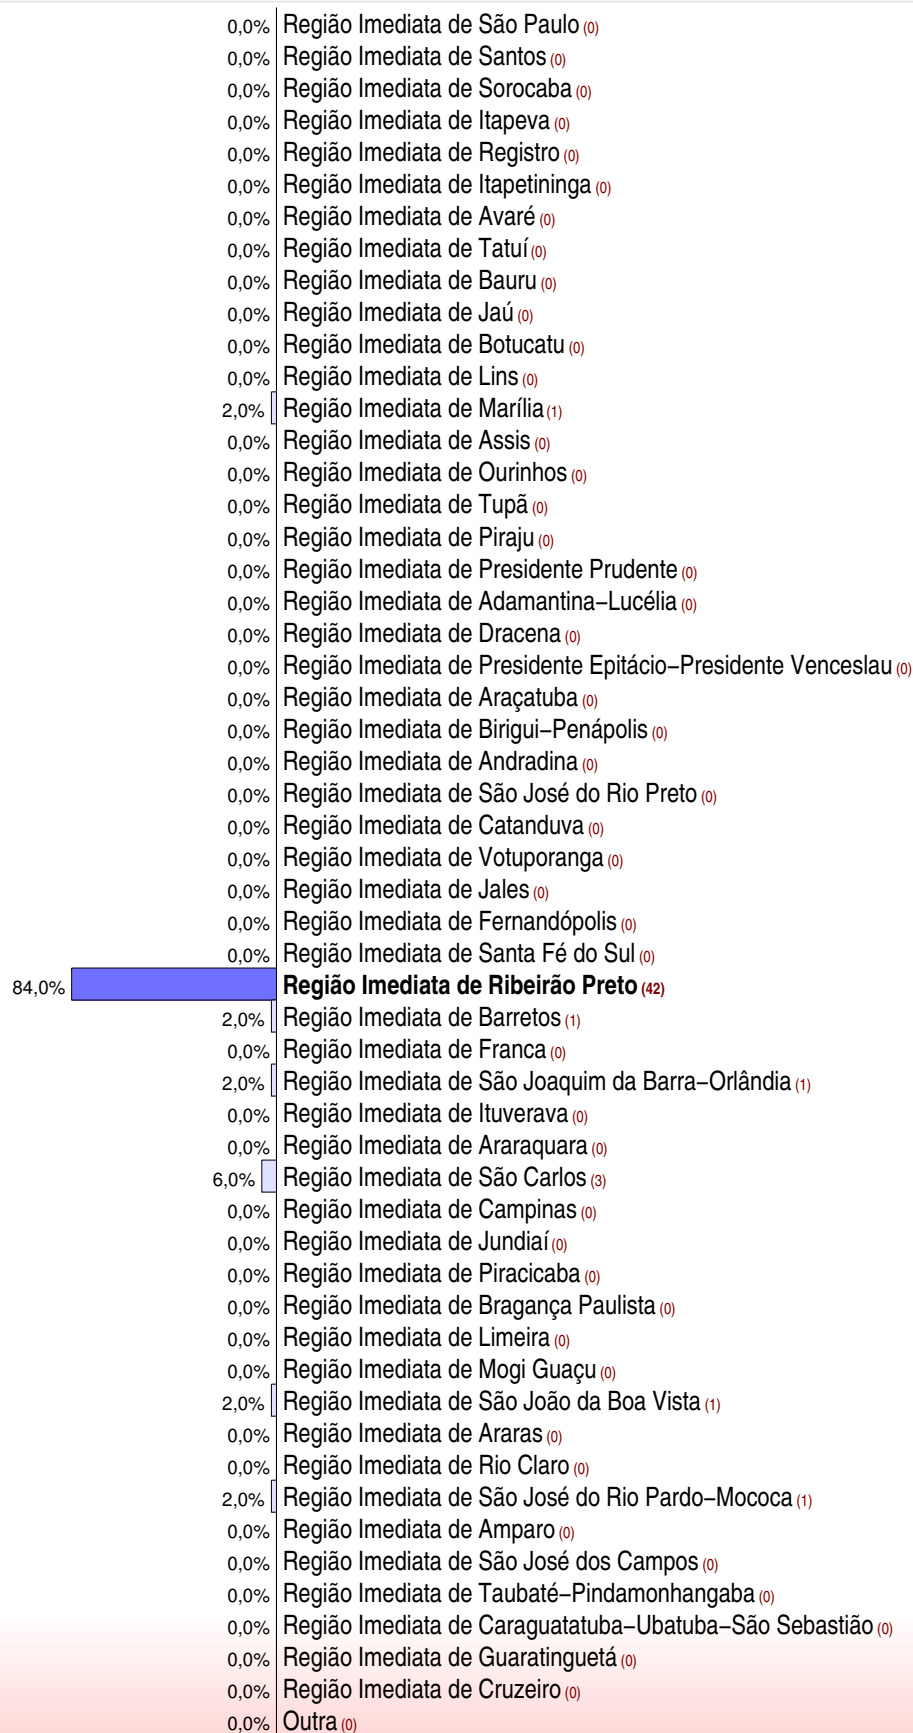 0,0% Região Imediata de São Paulo (0)
0,0% Região Imediata de Santos (0)
0,0% Região Imediata de Sorocaba (0)
0,0% Região Imediata de Itapeva (0)
0,0% Região Imediata de Registro (0)
0,0% Região Imediata de Itapetininga (0)
0,0% Região Imediata de Avaré (0)
0,0% Região Imediata de Tatuí (0)
0,0% Região Imediata de Bauru (0)
0,0% Região Imediata de Jaú (0)
0,0% Região Imediata de Botucatu (0)
0,0% Região Imediata de Lins (0)
2,0% Região Imediata de Marília (1)
0,0% Região Imediata de Assis (0)
0,0% Região Imediata de Ourinhos (0)
0,0% Região Imediata de Tupã (0)
0,0% Região Imediata de Piraju (0)
0,0% Região Imediata de Presidente Prudente (0)
0,0% Região Imediata de Adamantina−Lucélia (0)
0,0% Região Imediata de Dracena (0)
0,0% Região Imediata de Presidente Epitácio−Presidente Venceslau (0)
0,0% Região Imediata de Araçatuba (0)
0,0% Região Imediata de Birigui−Penápolis (0)
0,0% Região Imediata de Andradina (0)
0,0% Região Imediata de São José do Rio Preto (0)
0,0% Região Imediata de Catanduva (0)
0,0% Região Imediata de Votuporanga (0)
0,0% Região Imediata de Jales (0)
0,0% Região Imediata de Fernandópolis (0)
0,0% Região Imediata de Santa Fé do Sul (0)
84,0% Região Imediata de Ribeirão Preto (42)
2,0% Região Imediata de Barretos (1)
0,0% Região Imediata de Franca (0)
2,0% Região Imediata de São Joaquim da Barra−Orlândia (1)
0,0% Região Imediata de Ituverava (0)
0,0% Região Imediata de Araraquara (0)
6,0% Região Imediata de São Carlos (3)
0,0% Região Imediata de Campinas (0)
0,0% Região Imediata de Jundiaí (0)
0,0% Região Imediata de Piracicaba (0)
0,0% Região Imediata de Bragança Paulista (0)
0,0% Região Imediata de Limeira (0)
0,0% Região Imediata de Mogi Guaçu (0)
2,0% Região Imediata de São João da Boa Vista (1)
0,0% Região Imediata de Araras (0)
0,0% Região Imediata de Rio Claro (0)
2,0% Região Imediata de São José do Rio Pardo−Mococa (1)
0,0% Região Imediata de Amparo (0)
0,0% Região Imediata de São José dos Campos (0)
0,0% Região Imediata de Taubaté−Pindamonhangaba (0)
0,0% Região Imediata de Caraguatatuba−Ubatuba−São Sebastião (0)
0,0% Região Imediata de Guaratinguetá (0)
0,0% Região Imediata de Cruzeiro (0)
0,0% Outra (0)